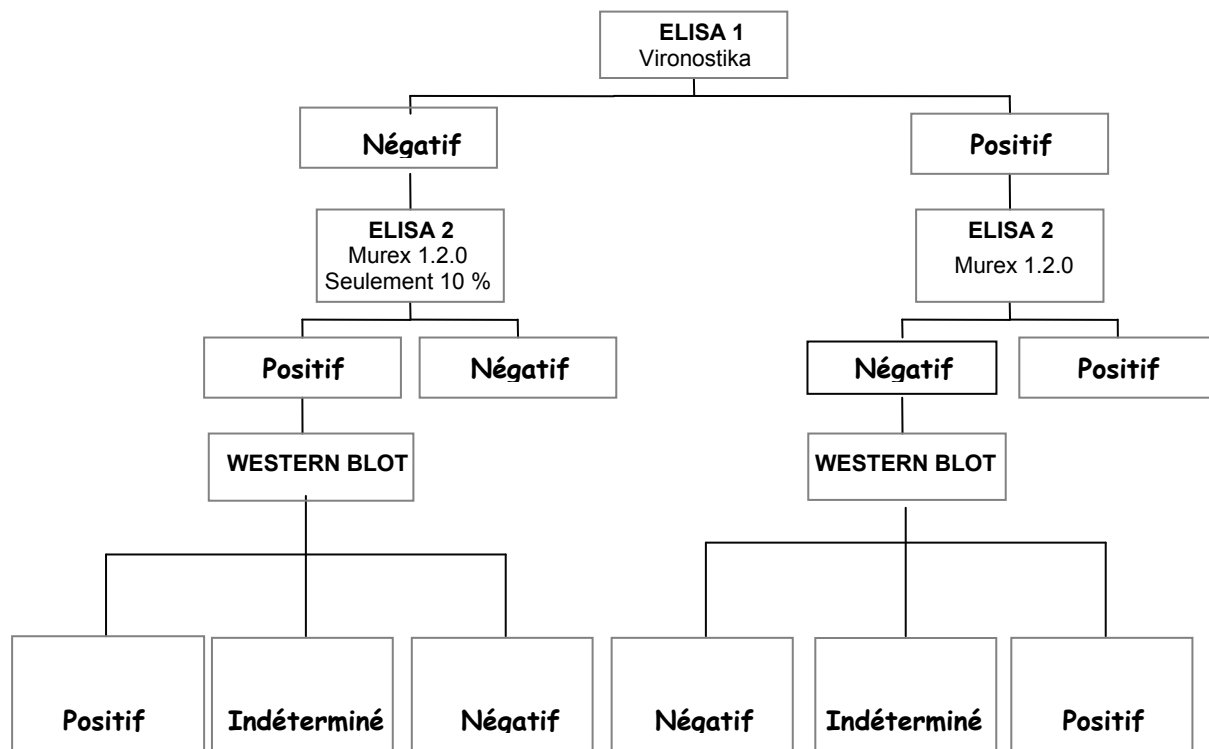 ELISA 1
Vironostika
Négatif
Positif
ELISA 2
Murex 1.2.0
Seulement 10 %
ELISA 2
Murex 1.2.0
Positif
Négatif
Négatif
Positif
WESTERN BLOT
WESTERN BLOT
Positif
Indéterminé
Négatif
Négatif
Indéterminé
Positif